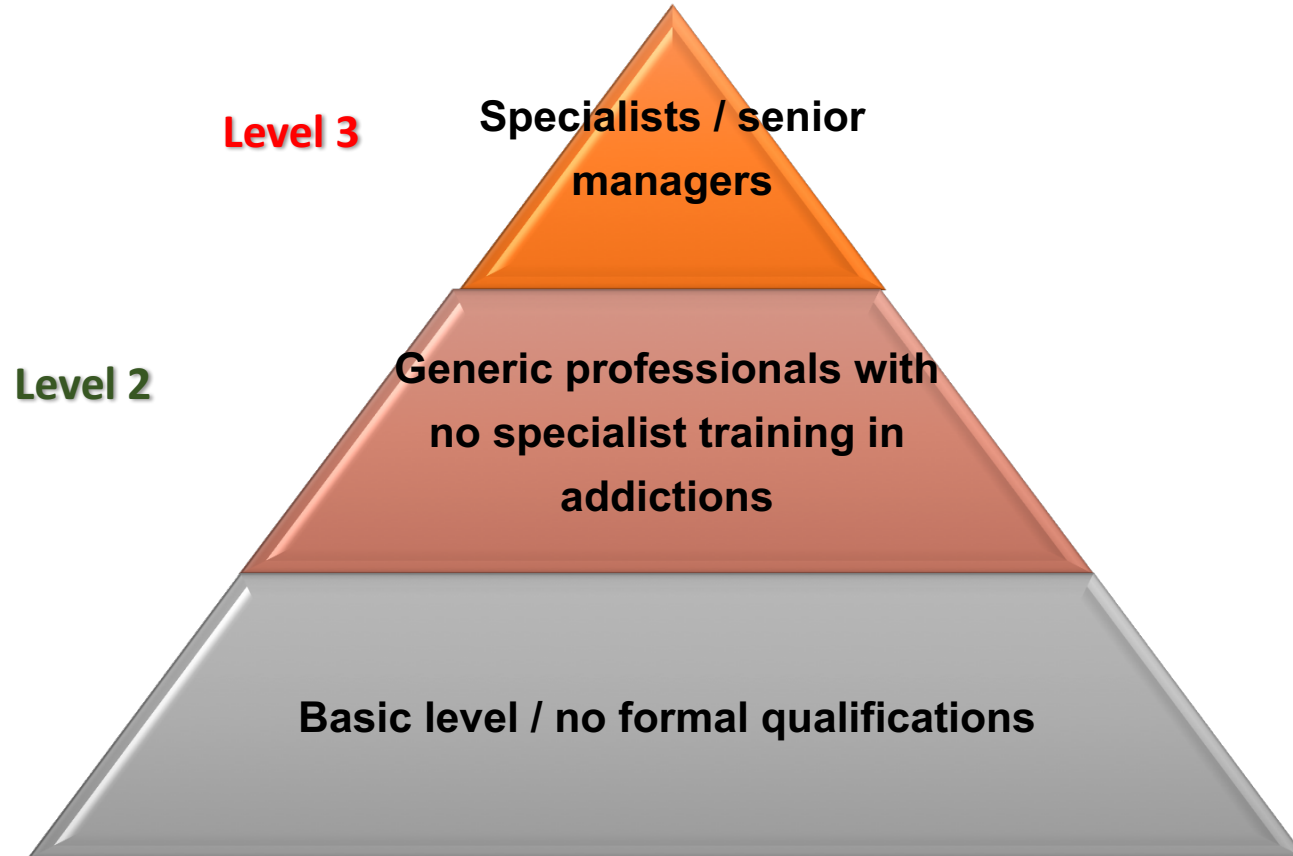 Level 3
Specialists / senior
managers
Level 2
Generic professionals with
no specialist training in
addictions
Basic level / no formal qualifications